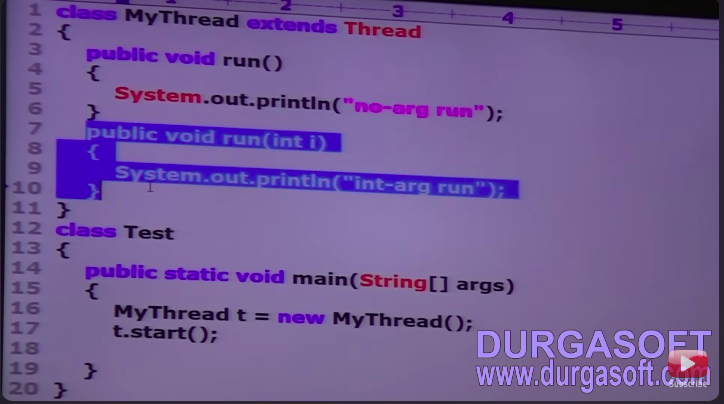 1 2 3 4 5
1 class MyThread extends Thread
2 {
3 public void run()
4 {
5 System.out.println("no-arg run");
6 }
7 public void run(int i)
8 {
9 System.out.println("int-arg run");
10 }
11 }
12 class Test
13 {
14 public static void main(String[] args)
15 {
16 MyThread t = new MyThread();
17 t.start();
18
19 }
20 }
DURGASOFT
www.durgasoft.com
Subscribe